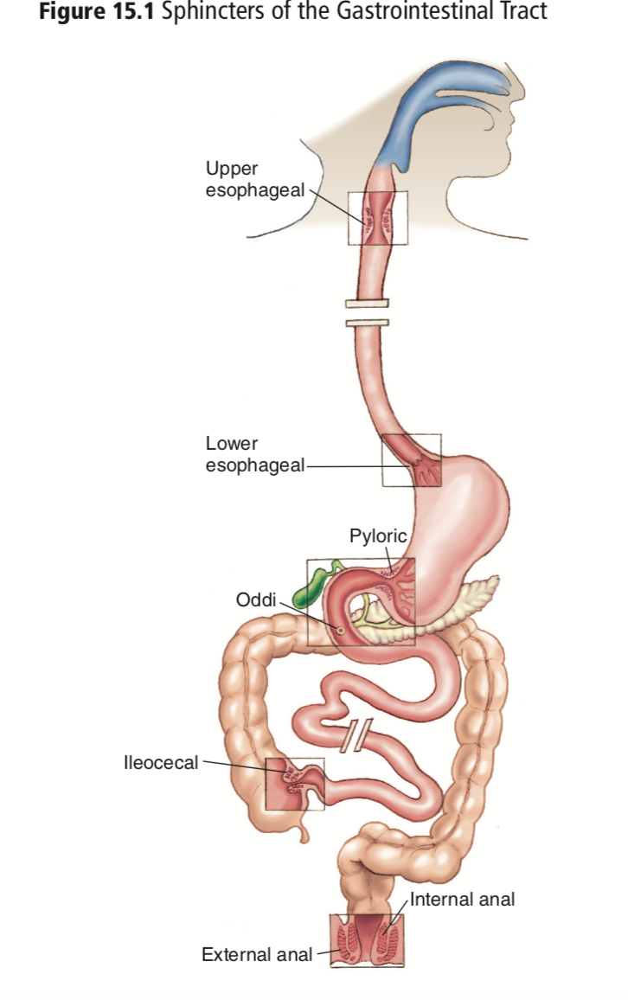 Figure 15.1 Sphincters of the Gastrointestinal Tract
Upper
esophageal
Lower
esophageal
Pyloric
Oddi
Ileocecal
Internal anal
External anal